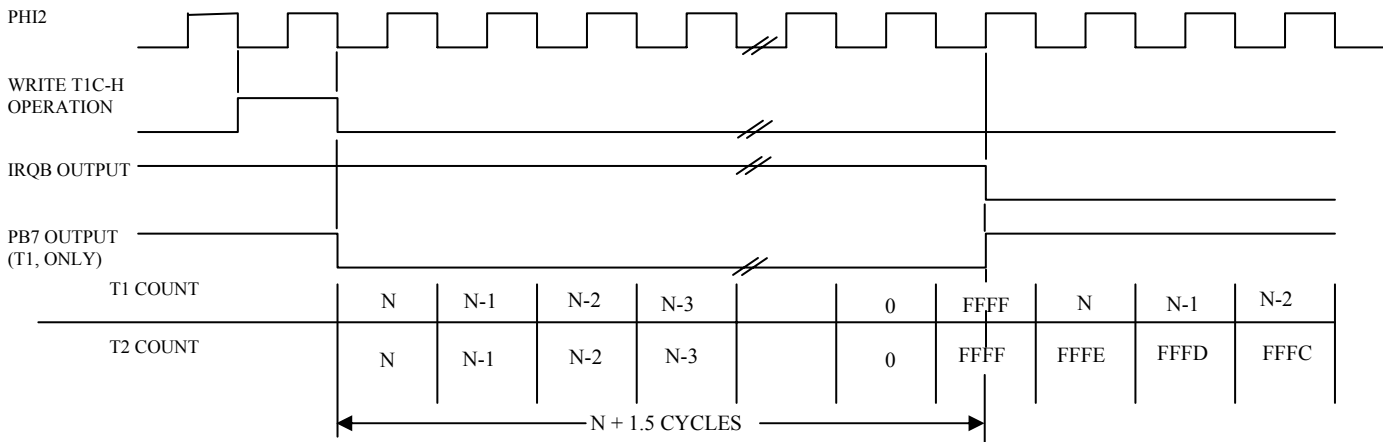 PHI2
WRITE T1C-H
OPERATION
IRQB OUTPUT
PB7 OUTPUT
(T1, ONLY)
T1 COUNT N N-1 N-2 N-3 0 FFFF N N-1 N-2
T2 COUNT N N-1 N-2 N-3 0 FFFF FFFE FFFD FFFC
N + 1.5 CYCLES